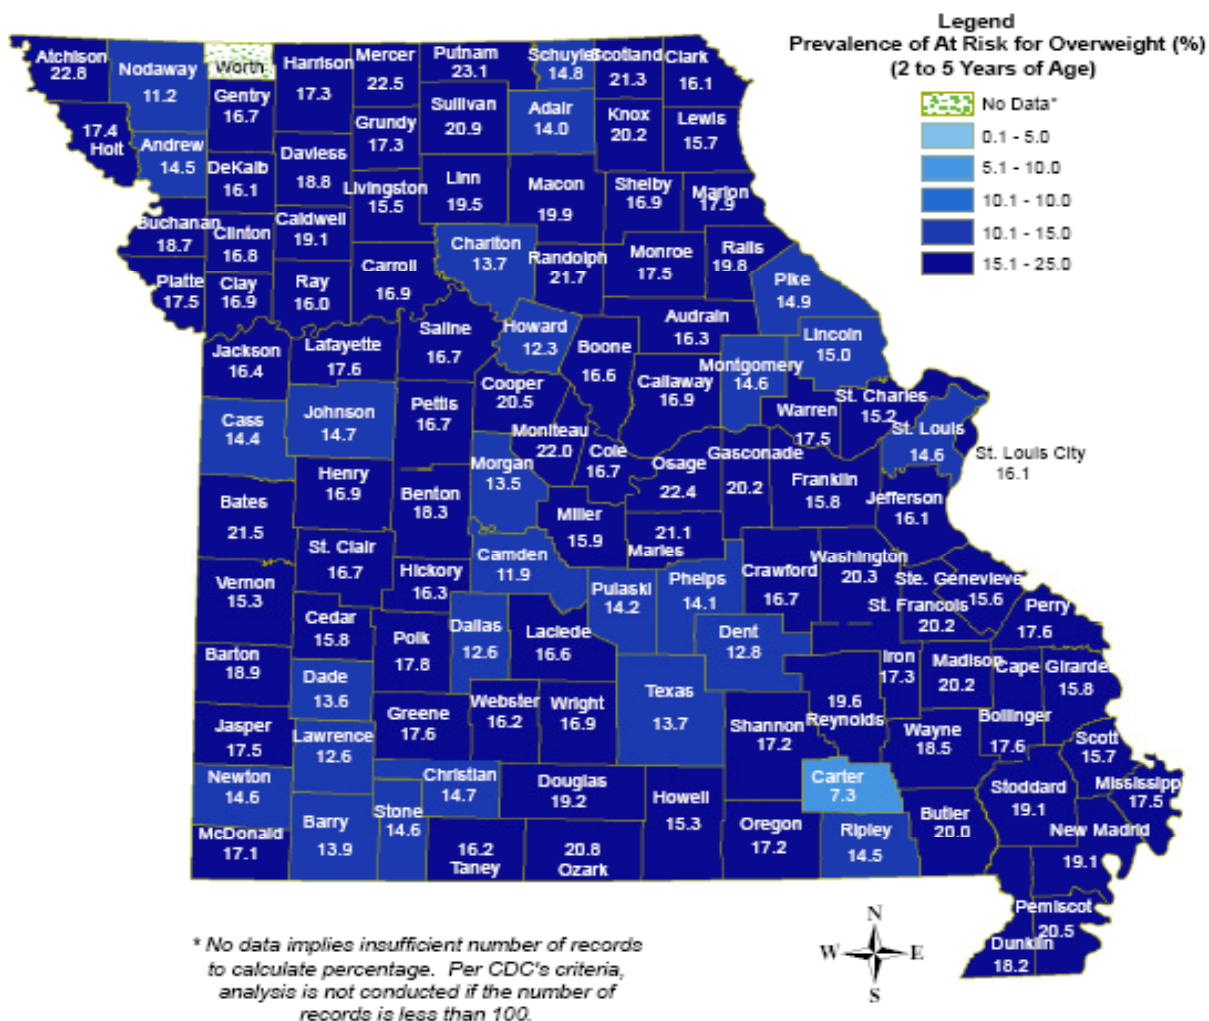 Legend
Prevalence of At Risk for Overweight (%)
(2 to 5 Years of Age)
No Data*
0.1 - 5.0
5.1 - 10.0
10.1 - 10.0
10.1 - 15.0
15.1 - 25.0
Atchison
22.8
Nodaway
11.2
Worth
Harrison
17.3
Mercer
22.5
Putnam
23.1
Schuyle
14.8
Scotland
21.3
Clark
16.1
Gentry
16.7
Sullivan
20.9
Adair
14.0
Knox
20.2
Lewis
15.7
17.4
Holt
Andrew
14.5
DeKalb
16.1
Daviess
18.8
Grundy
17.3
Livingston
15.5
Linn
19.5
Macon
19.9
Shelby
16.9
Marion
17.9
Buchanan
18.7
Clinton
16.8
Caldwell
19.1
Chariton
13.7
Randolph
21.7
Monroe
17.5
Ralls
19.8
Platte
17.5
Clay
16.9
Ray
16.0
Carroll
16.9
Pike
14.9
Saline
16.7
Howard
12.3
Boone
16.6
Audrain
16.3
Lincoln
15.0
Jackson
16.4
Lafayette
17.6
Cooper
20.5
Callaway
16.9
Montgomery
14.6
Warren
17.5
St. Charles
15.2
Cass
14.4
Johnson
14.7
Pettis
16.7
Moniteau
22.0
Cole
16.7
Osage
22.4
Gasconade
20.2
Franklin
15.8
St. Louis
14.6
St. Louis City
16.1
Henry
16.9
Benton
18.3
Morgan
13.5
Miller
15.9
21.1
Maries
Jefferson
16.1
Bates
21.5
St. Clair
16.7
Hickory
16.3
Camden
11.9
Pulaski
14.2
Phelps
14.1
Crawford
16.7
Washington
20.3
Ste. Genevieve
15.6
St. Francois
20.2
Perry
17.6
Vernon
15.3
Cedar
15.8
Polk
17.8
Dallas
12.6
Laclede
16.6
Dent
12.8
Iron
17.3
Madison
20.2
Cape Girarde
15.8
Barton
18.9
Dade
13.6
Greene
17.6
Webster
16.2
Wright
16.9
Texas
13.7
Shannon
17.2
19.6
Reynolds
Wayne
18.5
Bollinger
17.6
Scott
15.7
Jasper
17.5
Lawrence
12.6
Newton
14.6
Christian
14.7
Douglas
19.2
Howell
15.3
Carter
7.3
Butler
20.0
Stoddard
19.1
Mississipp
17.5
McDonald
17.1
Barry
13.9
Stone
14.6
16.2
Taney
20.8
Ozark
Oregon
17.2
Ripley
14.5
New Madrid
19.1
Pemiscot
20.5
Dunklin
18.2
N
W E
S
* No data implies insufficient number of records
to calculate percentage. Per CDC's criteria,
analysis is not conducted if the number of
records is less than 100.